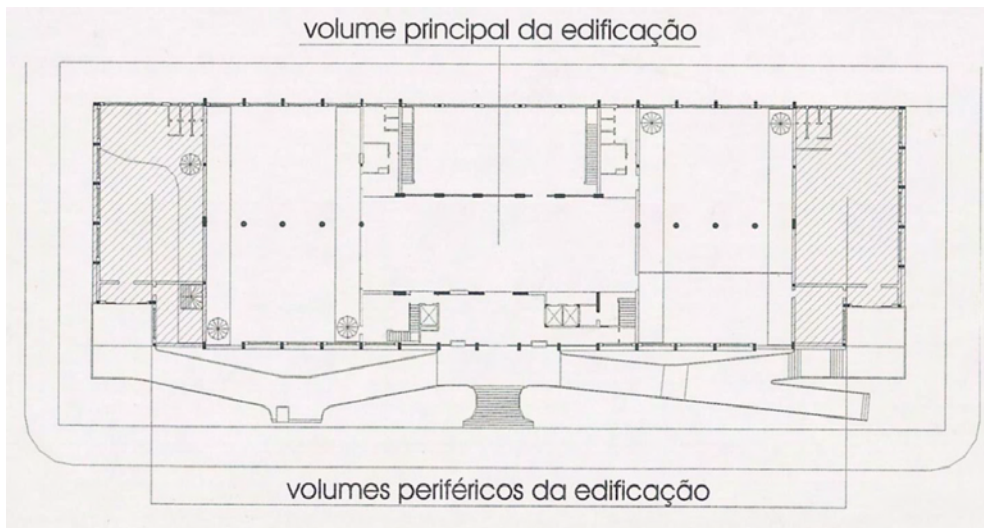 volume principal da edificação
volumes periféricos da edificação